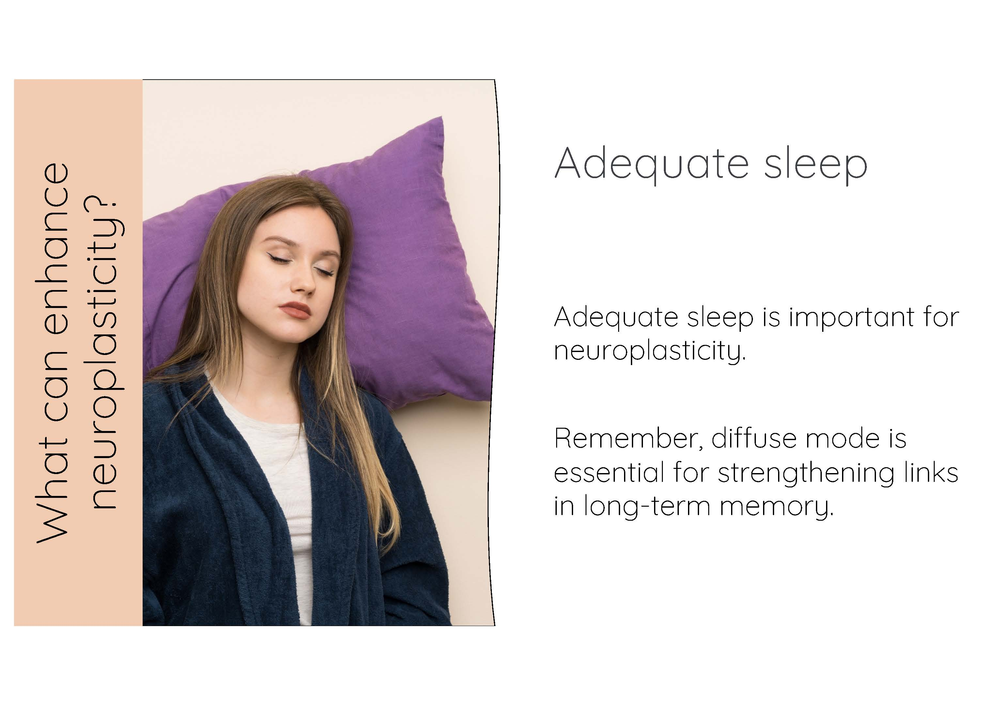 What can enhance
neuroplasticity?
Adequate sleep
Adequate sleep is important for
neuroplasticity.
Remember, diffuse mode is
essential for strengthening links
in long-term memory.